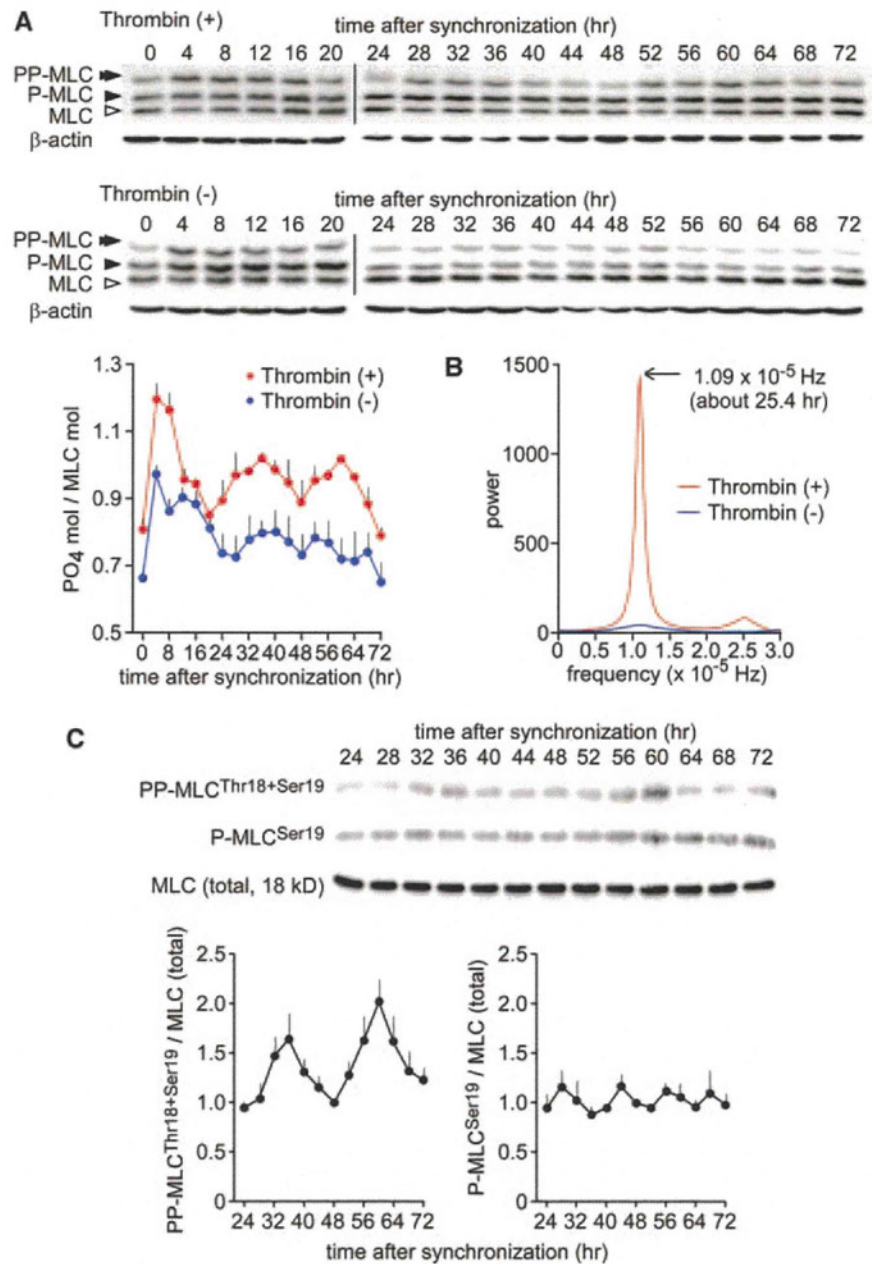 A
Thrombin (+) time after synchronization (hr)
0 4 8 12 16 20 24 28 32 36 40 44 48 52 56 60 64 68 72
PP-MLC
P-MLC
MLC
β-actin
Thrombin (-) time after synchronization (hr)
0 4 8 12 16 20 24 28 32 36 40 44 48 52 56 60 64 68 72
PP-MLC
P-MLC
MLC
β-actin
PO4 mol / MLC mol
1.3
1.1
0.9
0.7
0.5
Thrombin (+)
Thrombin (-)
0 8 16 24 32 40 48 56 64 72
time after synchronization (hr)
B
power
1500
1000
500
0
1.09 x 10-5 Hz
(about 25.4 hr)
Thrombin (+)
Thrombin (-)
0 0.5 1.0 1.5 2.0 2.5 3.0
frequency (x 10-5 Hz)
C
time after synchronization (hr)
24 28 32 36 40 44 48 52 56 60 64 68 72
PP-MLCThr18+Ser19
P-MLCSer19
MLC (total, 18 kD)
PP-MLCThr18+Ser19 / MLC (total)
2.5
2.0
1.5
1.0
0.5
0
24 32 40 48 56 64 72
P-MLCSer19 / MLC (total)
2.5
2.0
1.5
1.0
0.5
0
24 32 40 48 56 64 72
time after synchronization (hr)